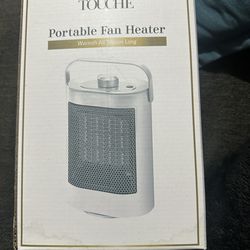 TOUCHE
Portable Fan Heater
Warmth All Season Long